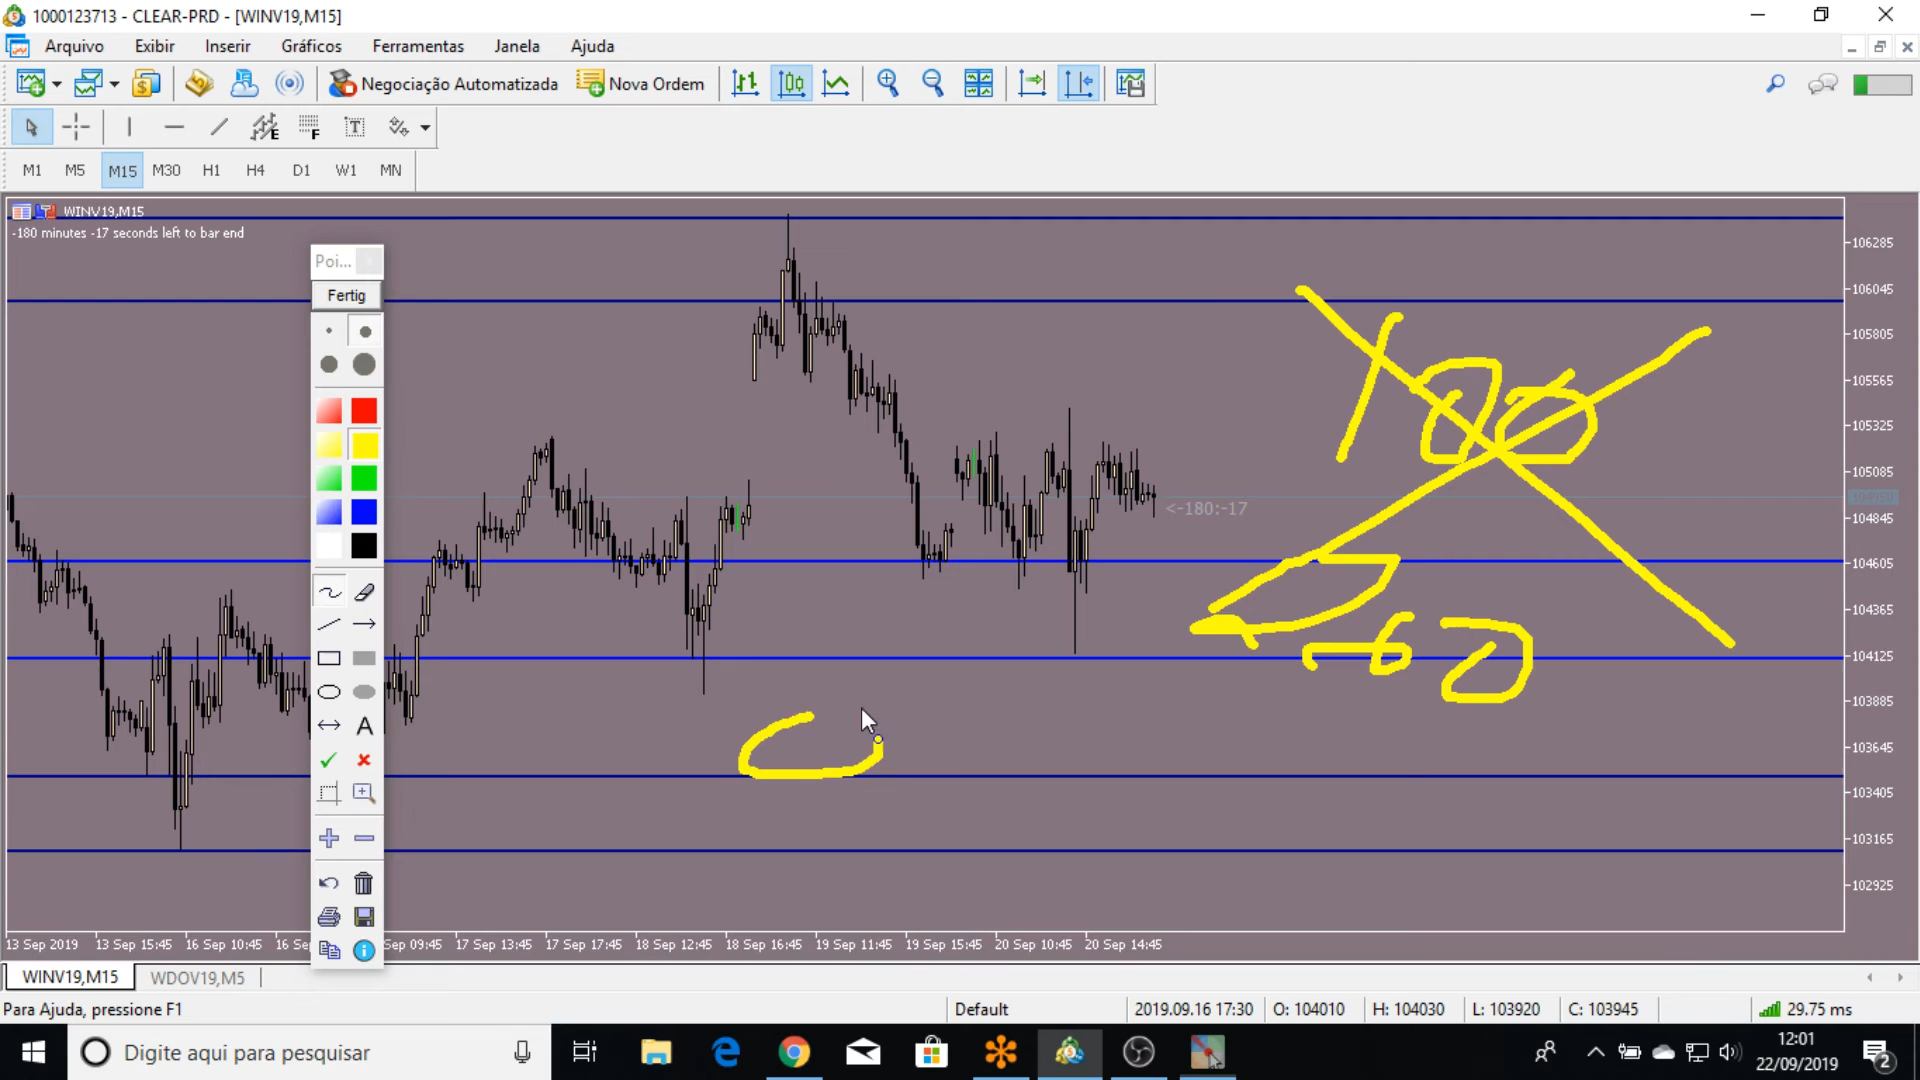 1000123713 - CLEAR-PRD - [WINV19,M15]
Arquivo Exibir Inserir Gráficos Ferramentas Janela Ajuda
Negociação Automatizada Nova Ordem
E F T
M1 M5 M15 M30 H1 H4 D1 W1 MN
WINV19,M15
-180 minutes -17 seconds left to bar end
Poi...
Fertig
A
<-180:-17
180
106285
106045
105805
105565
105325
105085
104845
104605
104365
104125
103885
103645
103405
103165
102925
13 Sep 2019 13 Sep 15:45 16 Sep 10:45 16 Sep 09:45 17 Sep 13:45 17 Sep 17:45 18 Sep 12:45 18 Sep 16:45 19 Sep 11:45 19 Sep 15:45 20 Sep 10:45 20 Sep 14:45
WINV19,M15 WDOV19,M5
Para Ajuda, pressione F1 Default 2019.09.16 17:30 O: 104010 H: 104030 L: 103920 C: 103945 29.75 ms
Digite aqui para pesquisar
12:01
22/09/2019
2